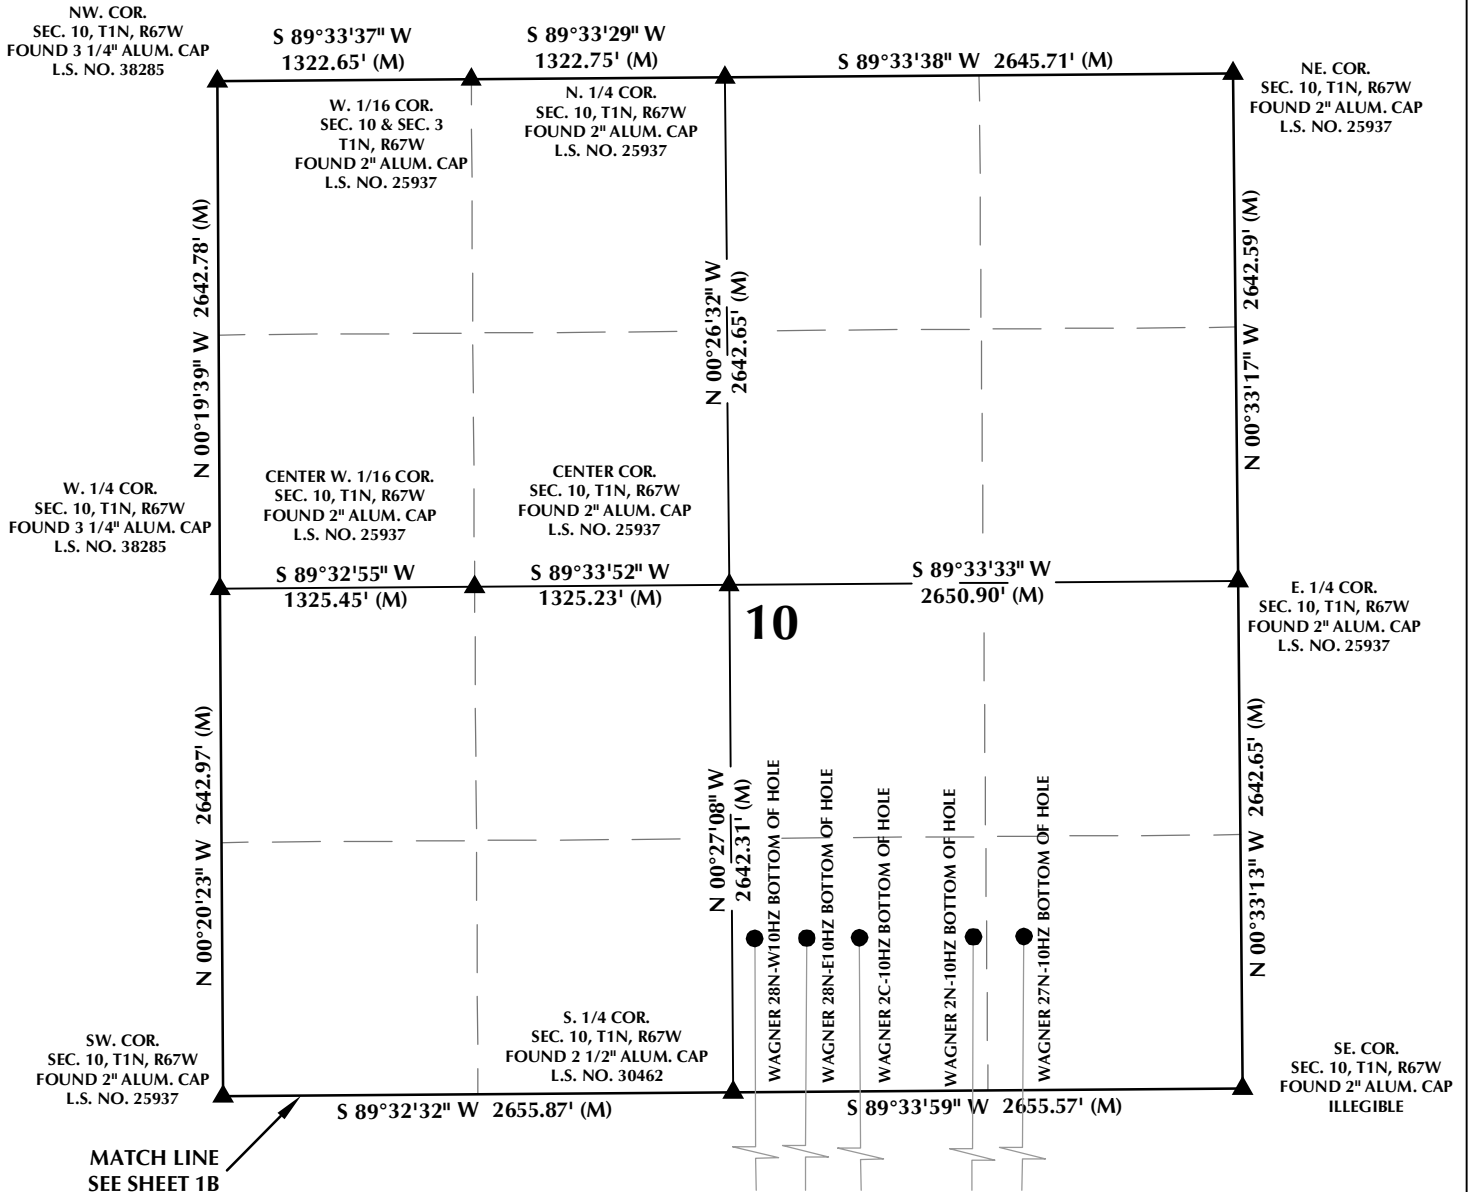 NW. COR.
SEC. 10, T1N, R67W
FOUND 3 1/4" ALUM. CAP
L.S. NO. 38285
S 89°33'37" W
1322.65' (M)
S 89°33'29" W
1322.75' (M)
S 89°33'38" W 2645.71' (M)
NE. COR.
SEC. 10, T1N, R67W
FOUND 2" ALUM. CAP
L.S. NO. 25937
W. 1/16 COR.
SEC. 10 & SEC. 3
T1N, R67W
FOUND 2" ALUM. CAP
L.S. NO. 25937
N. 1/4 COR.
SEC. 10, T1N, R67W
FOUND 2" ALUM. CAP
L.S. NO. 25937
N 00°19'39" W 2642.78' (M)
N 00°26'32" W
2642.65' (M)
N 00°33'17" W 2642.59' (M)
W. 1/4 COR.
SEC. 10, T1N, R67W
FOUND 3 1/4" ALUM. CAP
L.S. NO. 38285
CENTER W. 1/16 COR.
SEC. 10, T1N, R67W
FOUND 2" ALUM. CAP
L.S. NO. 25937
CENTER COR.
SEC. 10, T1N, R67W
FOUND 2" ALUM. CAP
L.S. NO. 25937
S 89°32'55" W
1325.45' (M)
S 89°33'52" W
1325.23' (M)
S 89°33'33" W
2650.90' (M)
E. 1/4 COR.
SEC. 10, T1N, R67W
FOUND 2" ALUM. CAP
L.S. NO. 25937
10
N 00°20'23" W 2642.97' (M)
N 00°27'08" W
2642.31' (M)
WAGNER 28N-W10HZ BOTTOM OF HOLE
WAGNER 28N-E10HZ BOTTOM OF HOLE
WAGNER 2C-10HZ BOTTOM OF HOLE
WAGNER 2N-10HZ BOTTOM OF HOLE
WAGNER 27N-10HZ BOTTOM OF HOLE
N 00°33'13" W 2642.65' (M)
SW. COR.
SEC. 10, T1N, R67W
FOUND 2" ALUM. CAP
L.S. NO. 25937
S. 1/4 COR.
SEC. 10, T1N, R67W
FOUND 2 1/2" ALUM. CAP
L.S. NO. 30462
SE. COR.
SEC. 10, T1N, R67W
FOUND 2" ALUM. CAP
ILLEGIBLE
S 89°32'32" W 2655.87' (M)
S 89°33'59" W 2655.57' (M)
MATCH LINE
SEE SHEET 1B